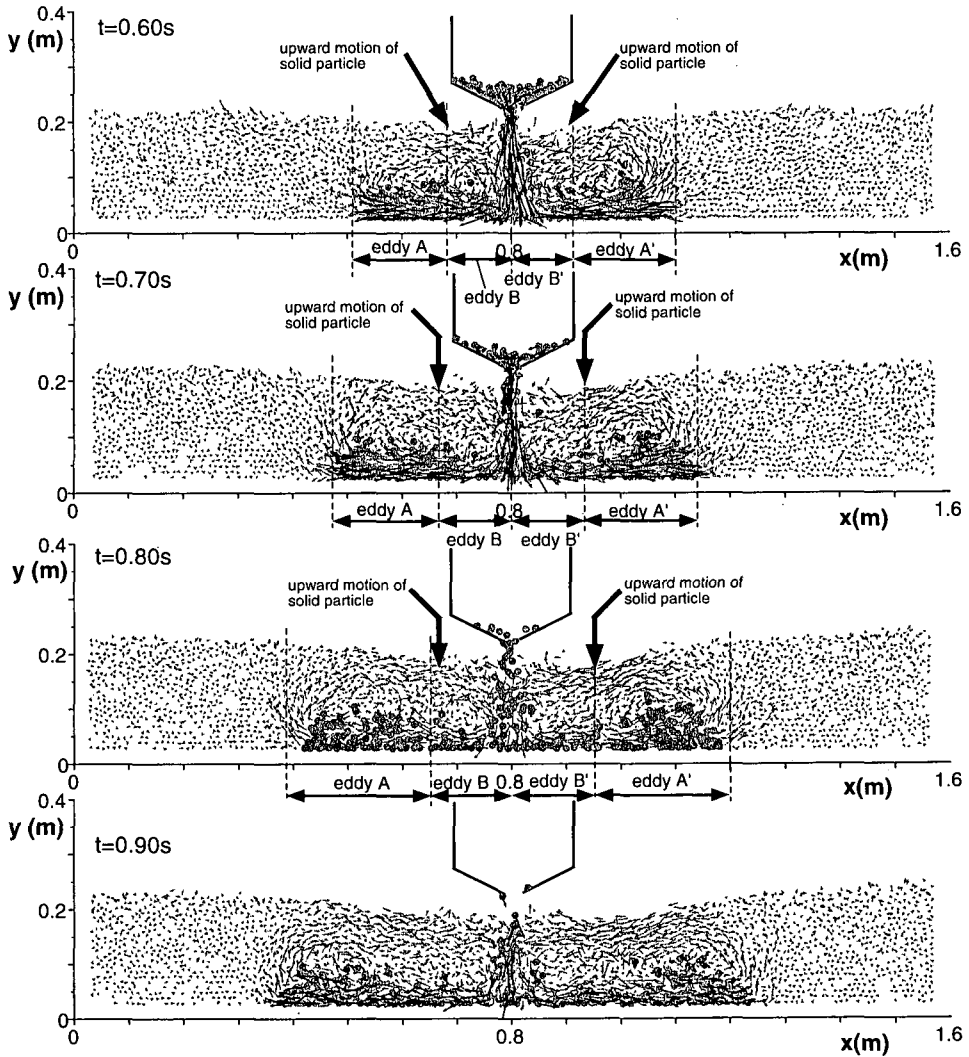 0.4
y (m)
t=0.60s
upward motion of
solid particle
upward motion of
solid particle
0.2
0
0
0.8
1.6
x(m)
eddy A
eddy B
eddy B'
eddy A'
0.4
y (m)
t=0.70s
upward motion of
solid particle
upward motion of
solid particle
0.2
0
0
0.8
1.6
x(m)
eddy A
eddy B
eddy B'
eddy A'
0.4
y (m)
t=0.80s
upward motion of
solid particle
upward motion of
solid particle
0.2
0
0
0.8
1.6
x(m)
eddy A
eddy B
eddy B'
eddy A'
0.4
y (m)
t=0.90s
0.2
0
0
0.8
1.6
x(m)